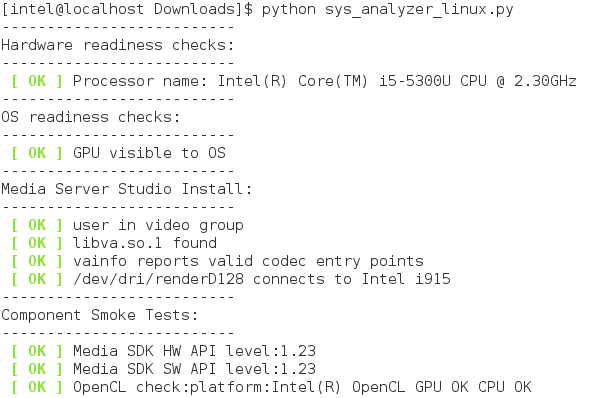 [intel@localhost Downloads]$ python sys_analyzer_linux.py
--------------------------
Hardware readiness checks:
--------------------------
 [ OK ] Processor name: Intel(R) Core(TM) i5-5300U CPU @ 2.30GHz
--------------------------
OS readiness checks:
--------------------------
 [ OK ] GPU visible to OS
--------------------------
Media Server Studio Install:
--------------------------
 [ OK ] user in video group
 [ OK ] libva.so.1 found
 [ OK ] vainfo reports valid codec entry points
 [ OK ] /dev/dri/renderD128 connects to Intel i915
--------------------------
Component Smoke Tests:
--------------------------
 [ OK ] Media SDK HW API level:1.23
 [ OK ] Media SDK SW API level:1.23
 [ OK ] OpenCL check:platform:Intel(R) OpenCL GPU OK CPU OK